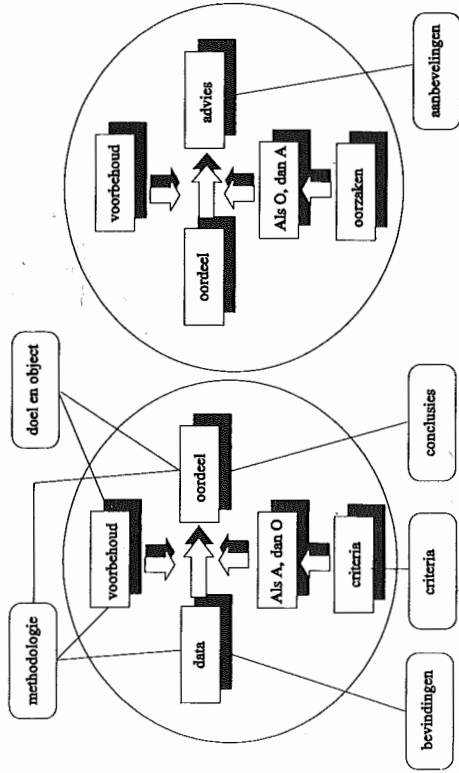 methodologie
doel en object
voorbehoud
data
oordeel
Als A, dan O
criteria
bevindingen
criteria
conclusies
voorbehoud
oordeel
advies
Als O, dan A
oorzaken
aanbevelingen